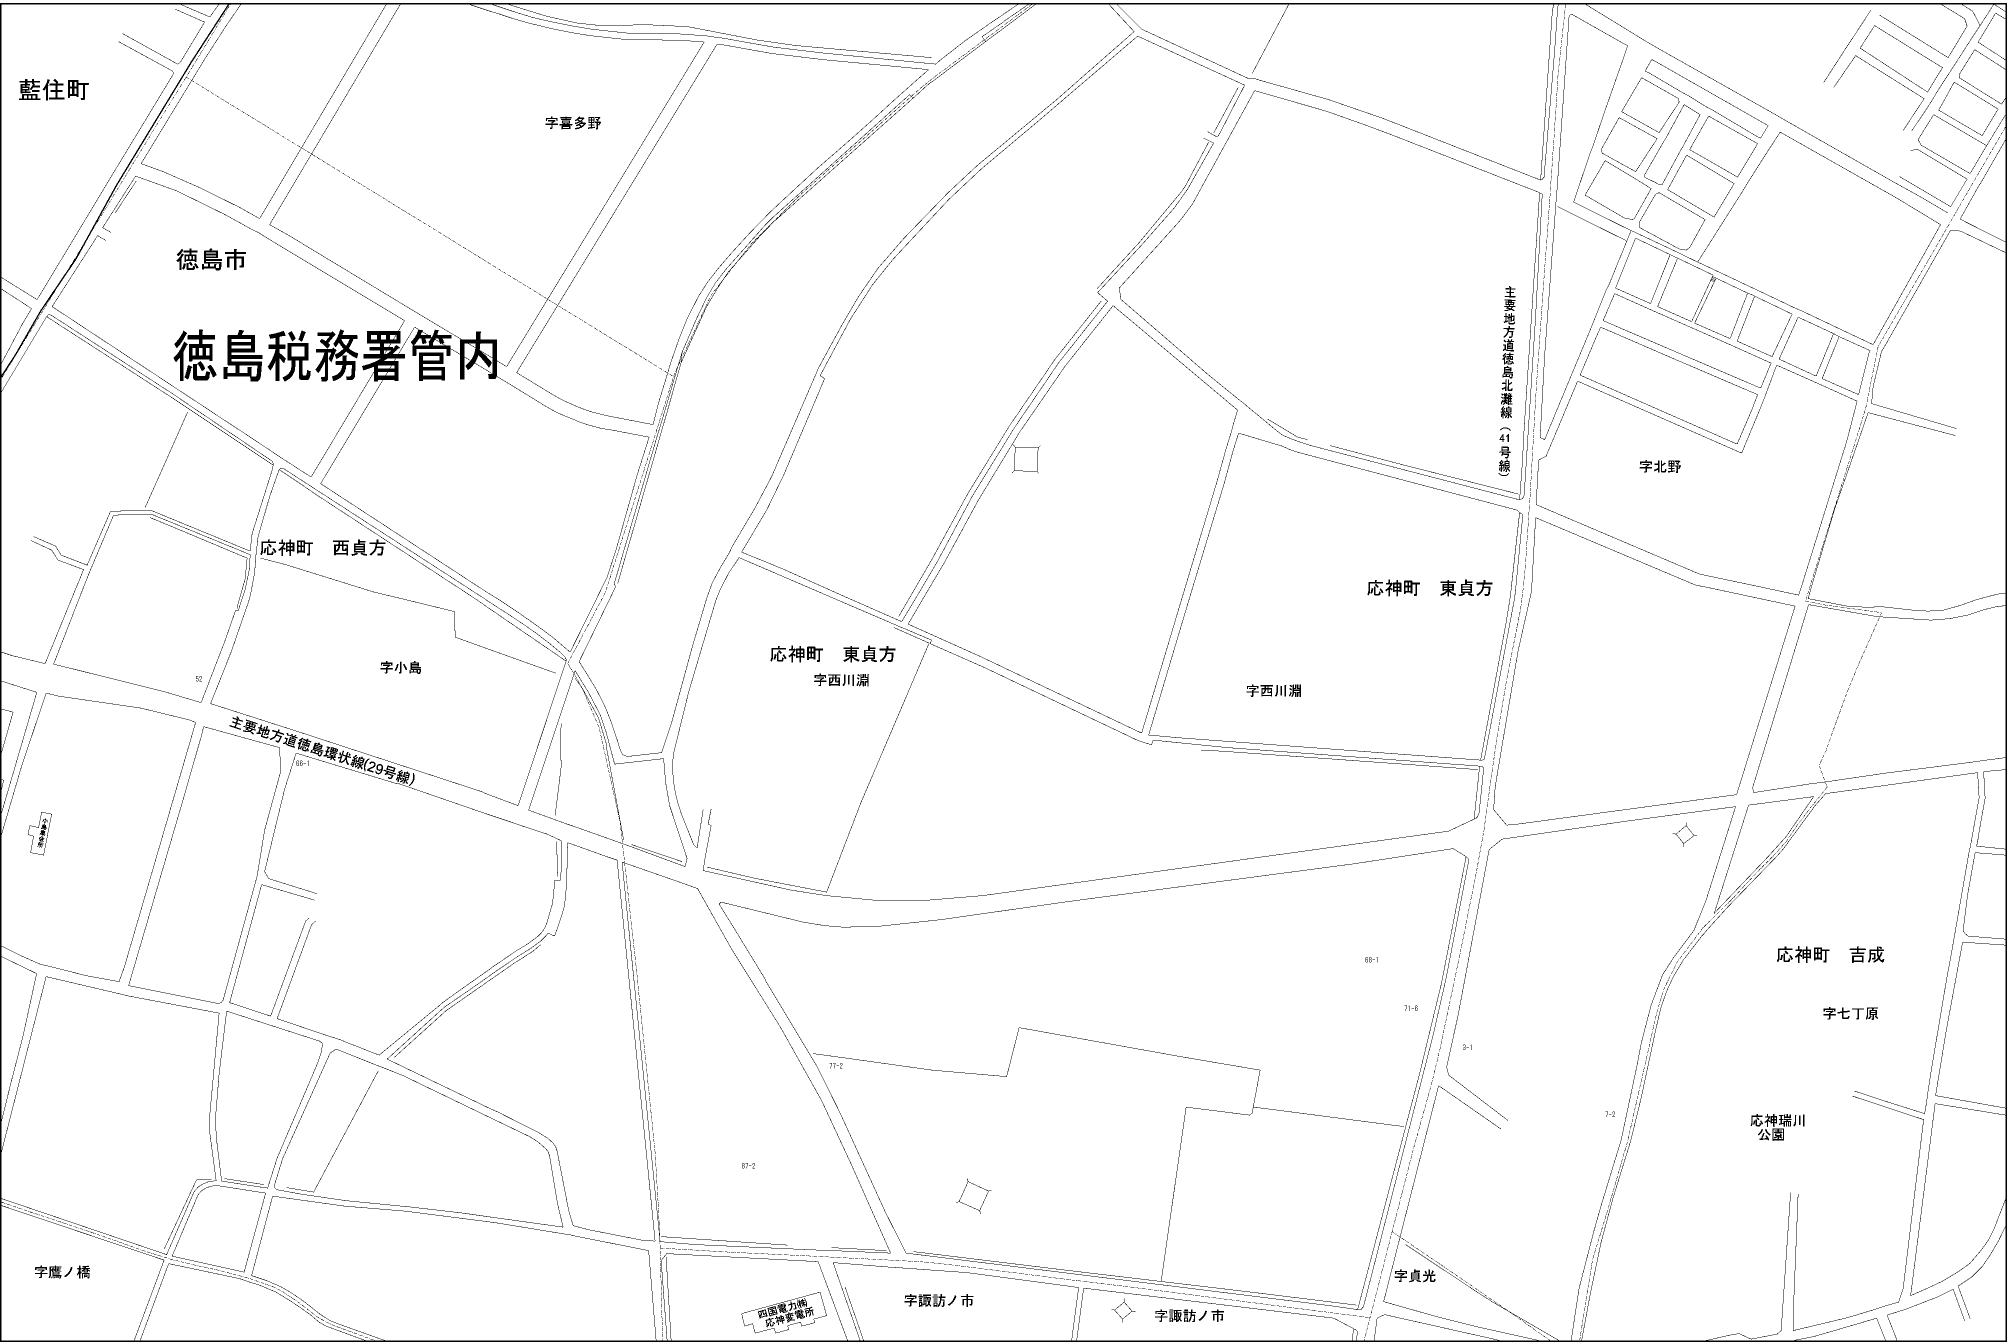 藍住町
字喜多野
徳島市
徳島税務署管内
主要地方道徳島北灘線（41号線）
字北野
応神町　西貞方
応神町　東貞方
応神町　東貞方
字西川淵
字小島
52
字西川淵
主要地方道徳島環状線(29号線)
68-1
小島集会所
応神町　吉成
68-1
71-6
字七丁原
3-1
77-2
7-2
応神瑞川
公園
87-2
字鷹ノ橋
字貞光
字諏訪ノ市
四国電力㈱
応神変電所
字諏訪ノ市